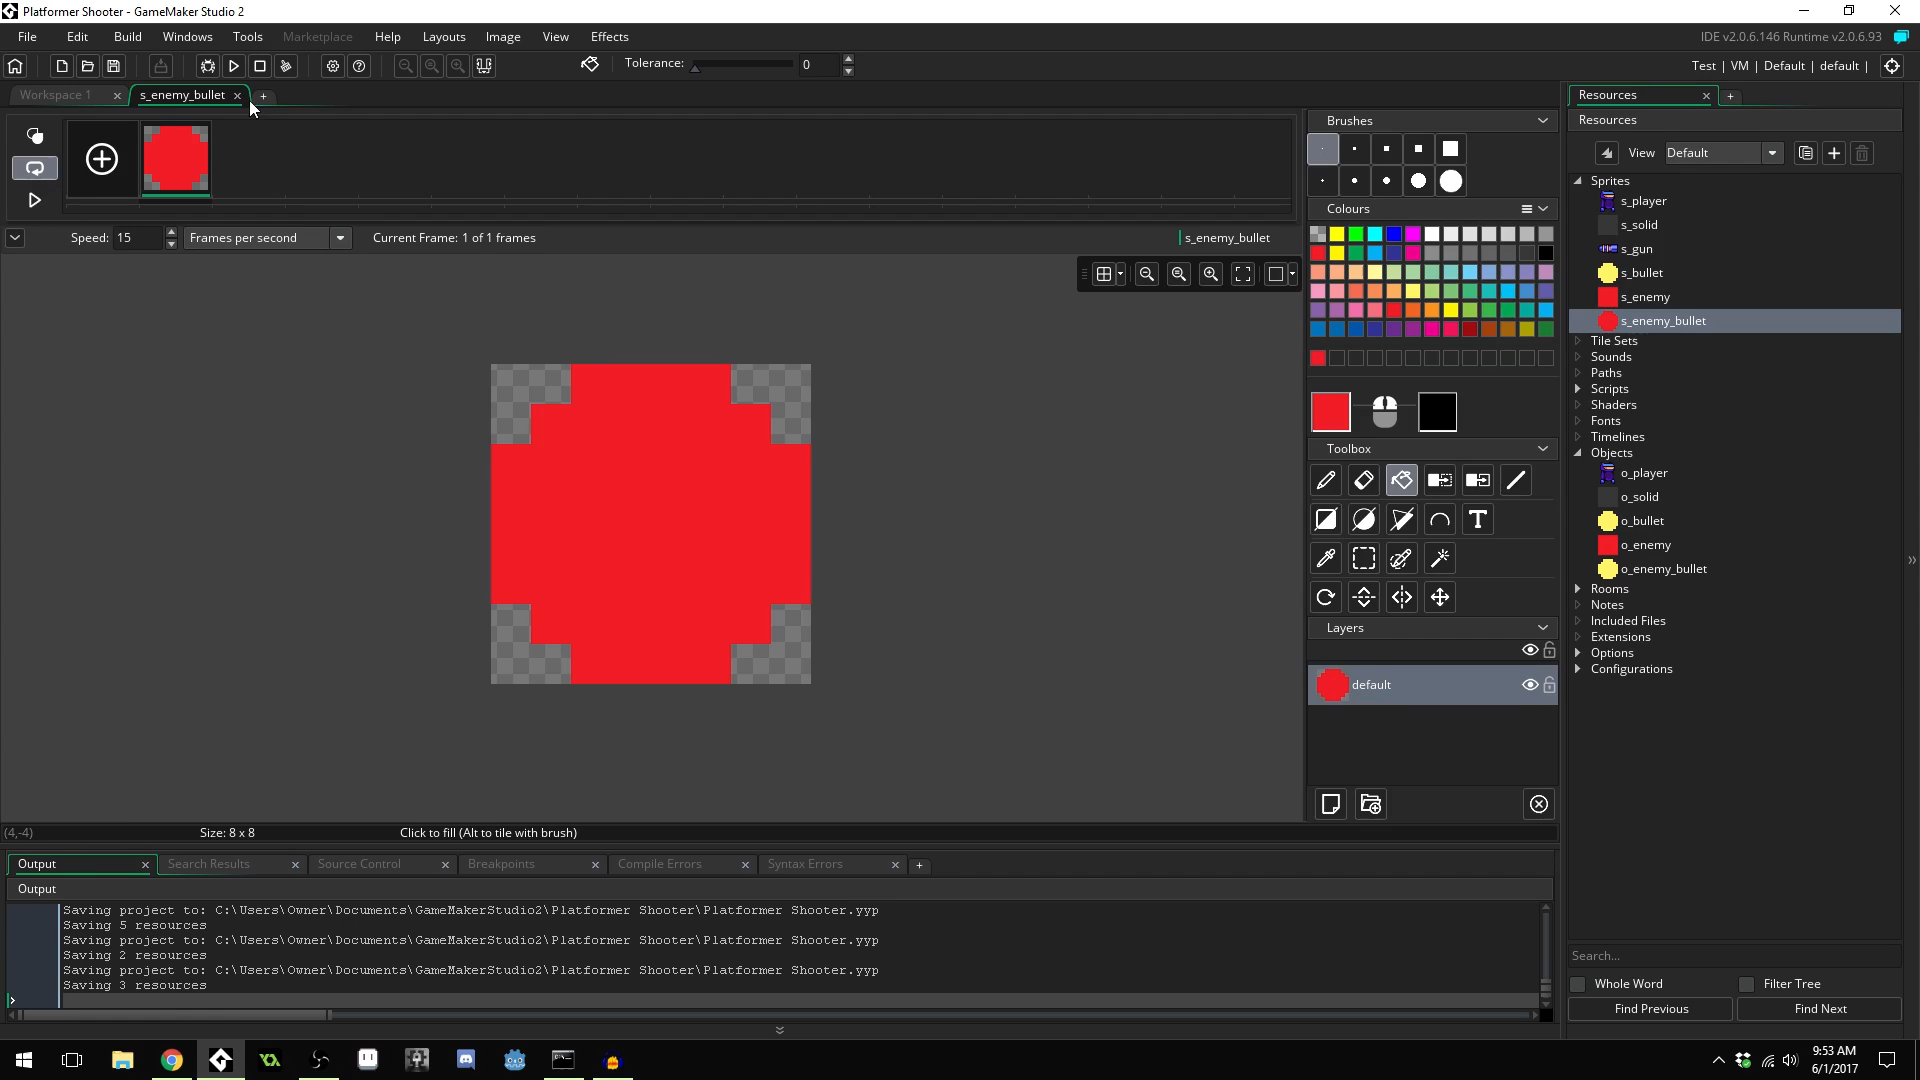 Platformer Shooter - GameMaker Studio 2
File Edit Build Windows Tools Marketplace Help Layouts Image View Effects
IDE v2.0.6.146 Runtime v2.0.6.93
Tolerance: 0
Test | VM | Default | default |
Workspace 1
s_enemy_bullet
Speed: 15 Frames per second Current Frame: 1 of 1 frames s_enemy_bullet
Brushes
Colours
Toolbox
T
Layers
default
Resources
Resources
View Default
Sprites
s_player
s_solid
s_gun
s_bullet
s_enemy
s_enemy_bullet
Tile Sets
Sounds
Paths
Scripts
Shaders
Fonts
Timelines
Objects
o_player
o_solid
o_bullet
o_enemy
o_enemy_bullet
Rooms
Notes
Included Files
Extensions
Options
Configurations
Search...
Whole Word Filter Tree
Find Previous Find Next
(4,-4) Size: 8 x 8 Click to fill (Alt to tile with brush)
Output Search Results Source Control Breakpoints Compile Errors Syntax Errors
Output
Saving project to: C:\Users\Owner\Documents\GameMakerStudio2\Platformer Shooter\Platformer Shooter.yyp
Saving 5 resources
Saving project to: C:\Users\Owner\Documents\GameMakerStudio2\Platformer Shooter\Platformer Shooter.yyp
Saving 2 resources
Saving project to: C:\Users\Owner\Documents\GameMakerStudio2\Platformer Shooter\Platformer Shooter.yyp
Saving 3 resources
9:53 AM
6/1/2017